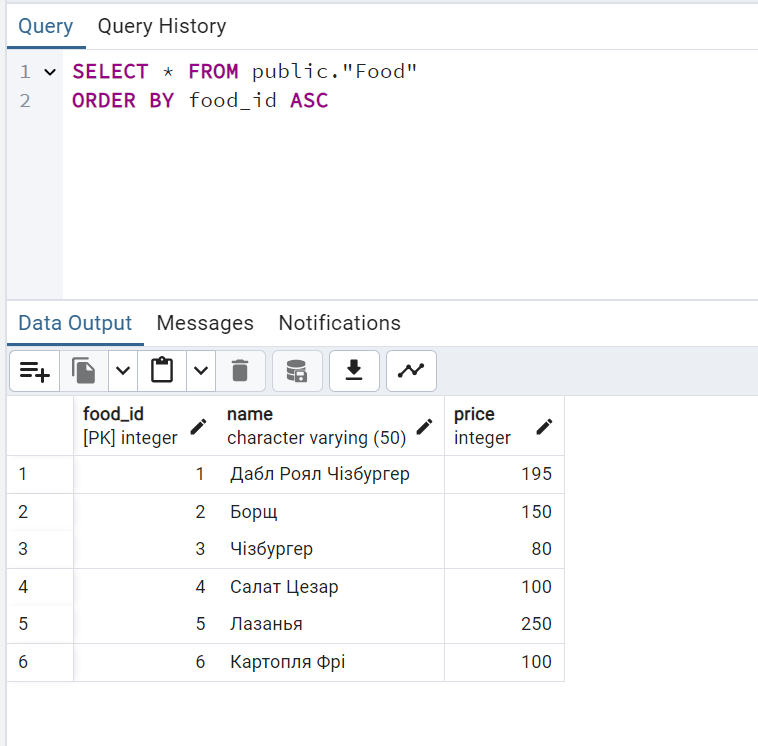 Query Query History
1 SELECT * FROM public."Food"
2 ORDER BY food_id ASC
Data Output Messages Notifications
food_id name price
[PK] integer character varying (50) integer
1 1 Дабл Роял Чізбургер 195
2 2 Борщ 150
3 3 Чізбургер 80
4 4 Салат Цезар 100
5 5 Лазанья 250
6 6 Картопля Фрі 100